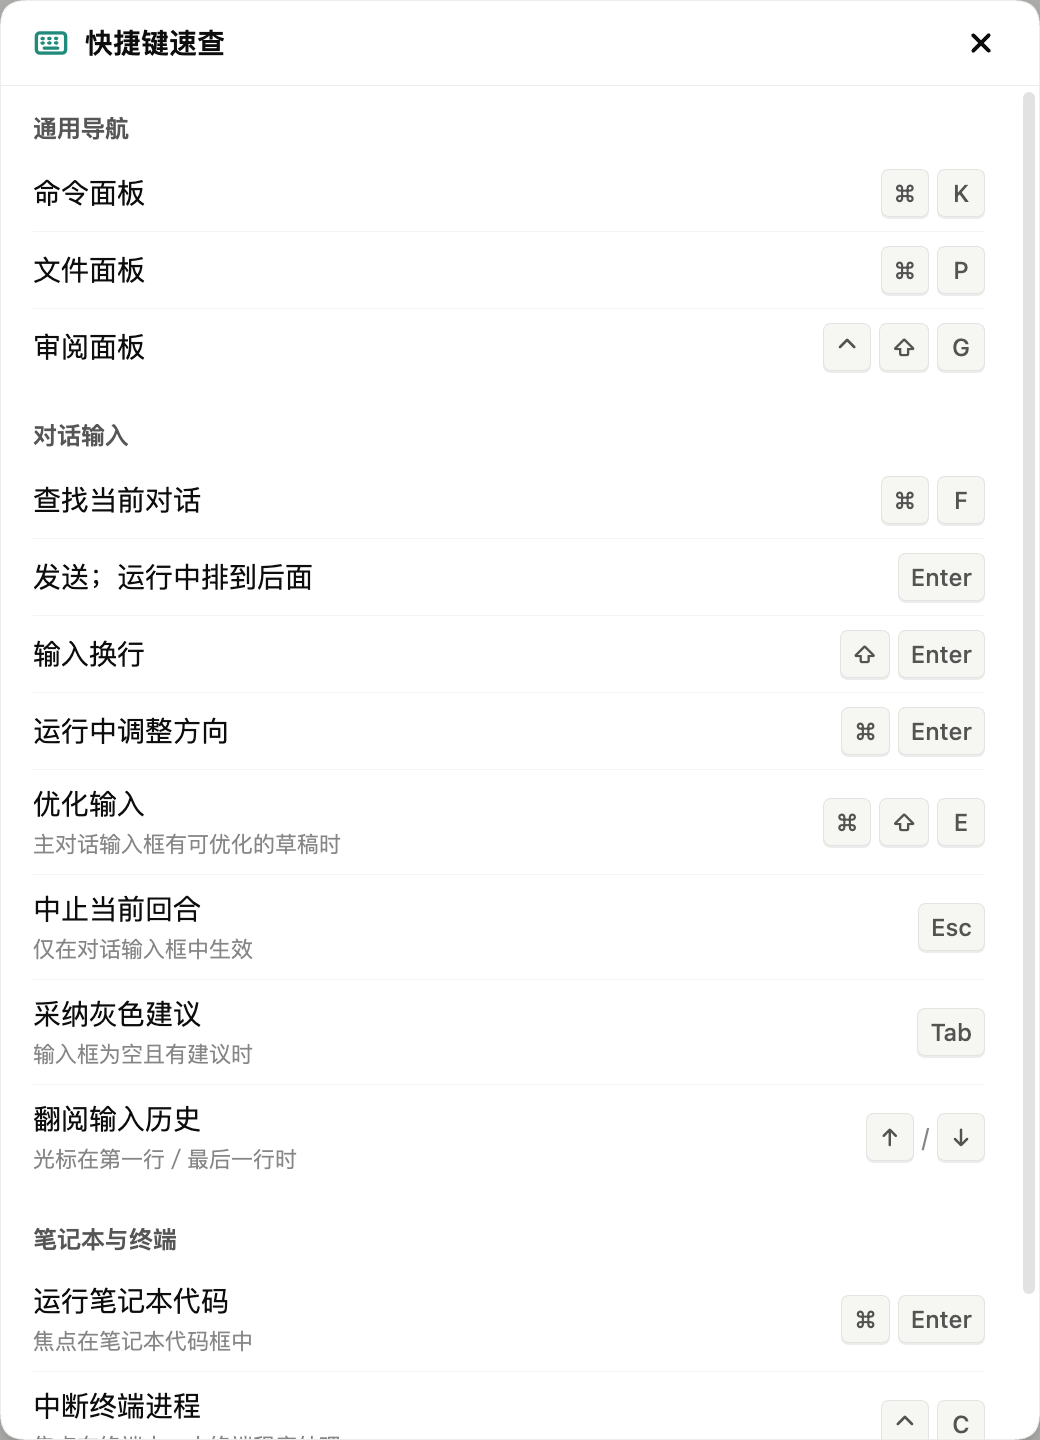 快捷键速查
通用导航
命令面板 ⌘ K
文件面板 ⌘ P
审阅面板 ^ ⇧ G
对话输入
查找当前对话 ⌘ F
发送；运行中排到后面 Enter
输入换行 ⇧ Enter
运行中调整方向 ⌘ Enter
优化输入 ⌘ ⇧ E
主对话输入框有可优化的草稿时
中止当前回合 Esc
仅在对话输入框中生效
采纳灰色建议 Tab
输入框为空且有建议时
翻阅输入历史 ↑ / ↓
光标在第一行 / 最后一行时
笔记本与终端
运行笔记本代码 ⌘ Enter
焦点在笔记本代码框中
中断终端进程 ^ C